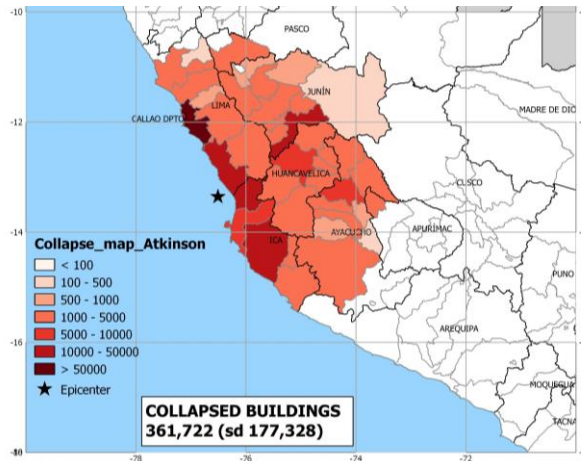 -10
PASCO
JUNÍN
MADRE DE DIC
LIMA
CALLAO DPTO
-12
HUANCAVELICA
CUSCO
-14
AYACUCHO
APURÍMAC
ICA
PUNO
Collapse_map_Atkinson
< 100
100 - 500
500 - 1000
1000 - 5000
5000 - 10000
10000 - 50000
> 50000
Epicenter
AREQUIPA
-16
MOQUEGUA
COLLAPSED BUILDINGS
361,722 (sd 177,328)
TACNA
-78
-76
-74
-72